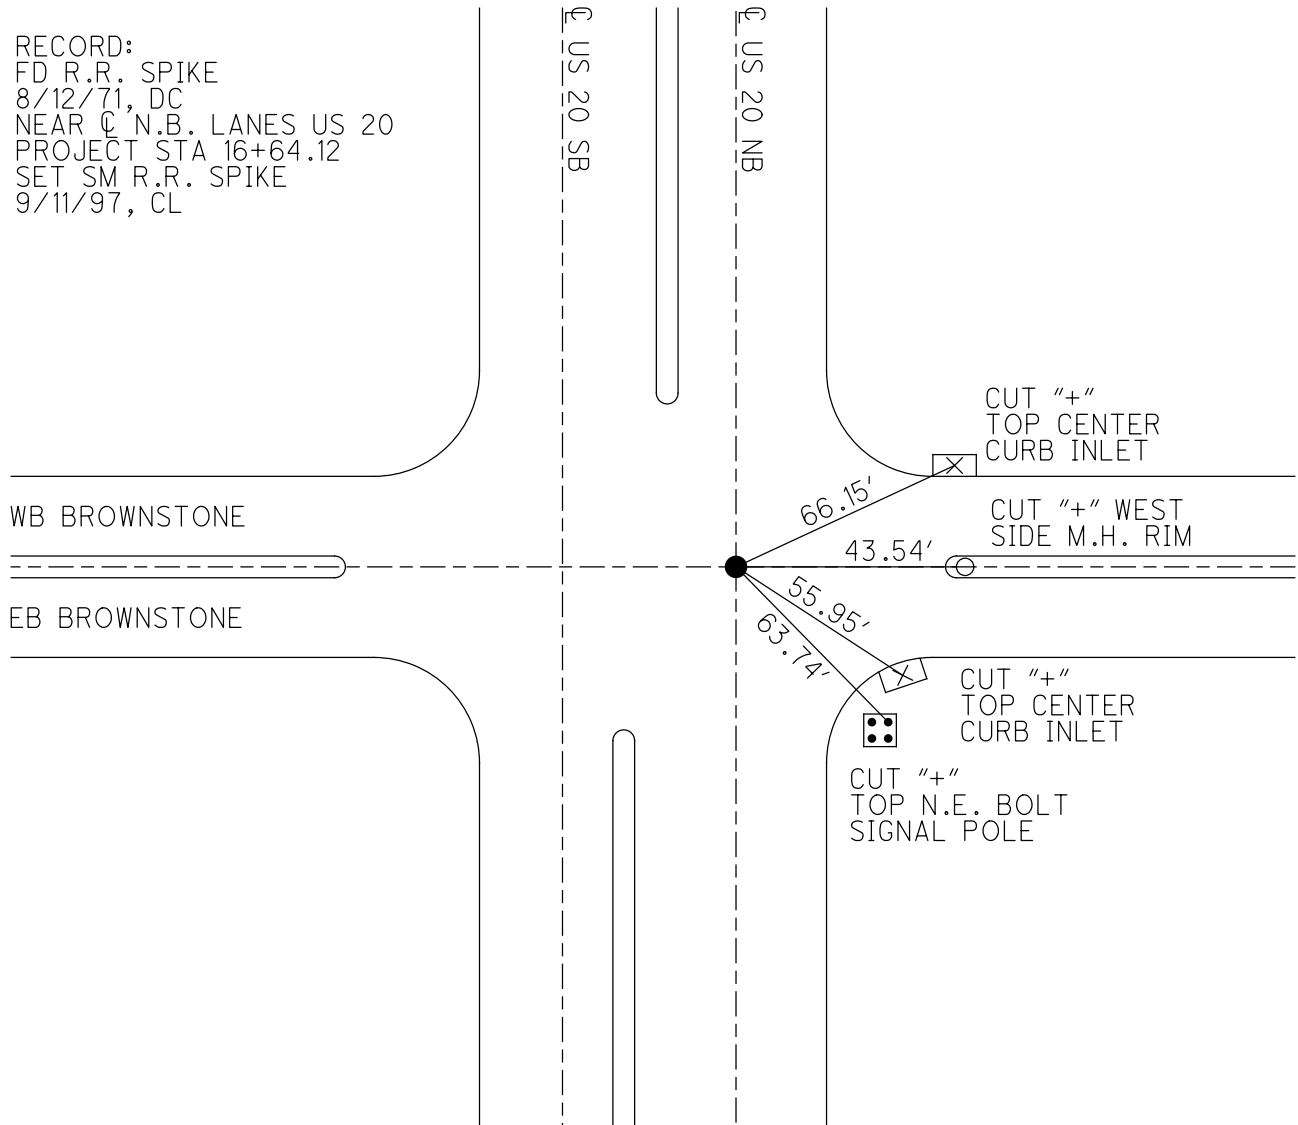 RECORD:
FD R.R. SPIKE
8/12/71, DC
NEAR ℄ N.B. LANES US 20
PROJECT STA 16+64.12
SET SM R.R. SPIKE
9/11/97, CL
℄ US 20 SB
℄ US 20 NB
CUT "+"
TOP CENTER
CURB INLET
66.15'
WB BROWNSTONE
CUT "+" WEST
SIDE M.H. RIM
43.54'
55.95'
63.74'
EB BROWNSTONE
CUT "+"
TOP CENTER
CURB INLET
CUT "+"
TOP N.E. BOLT
SIGNAL POLE